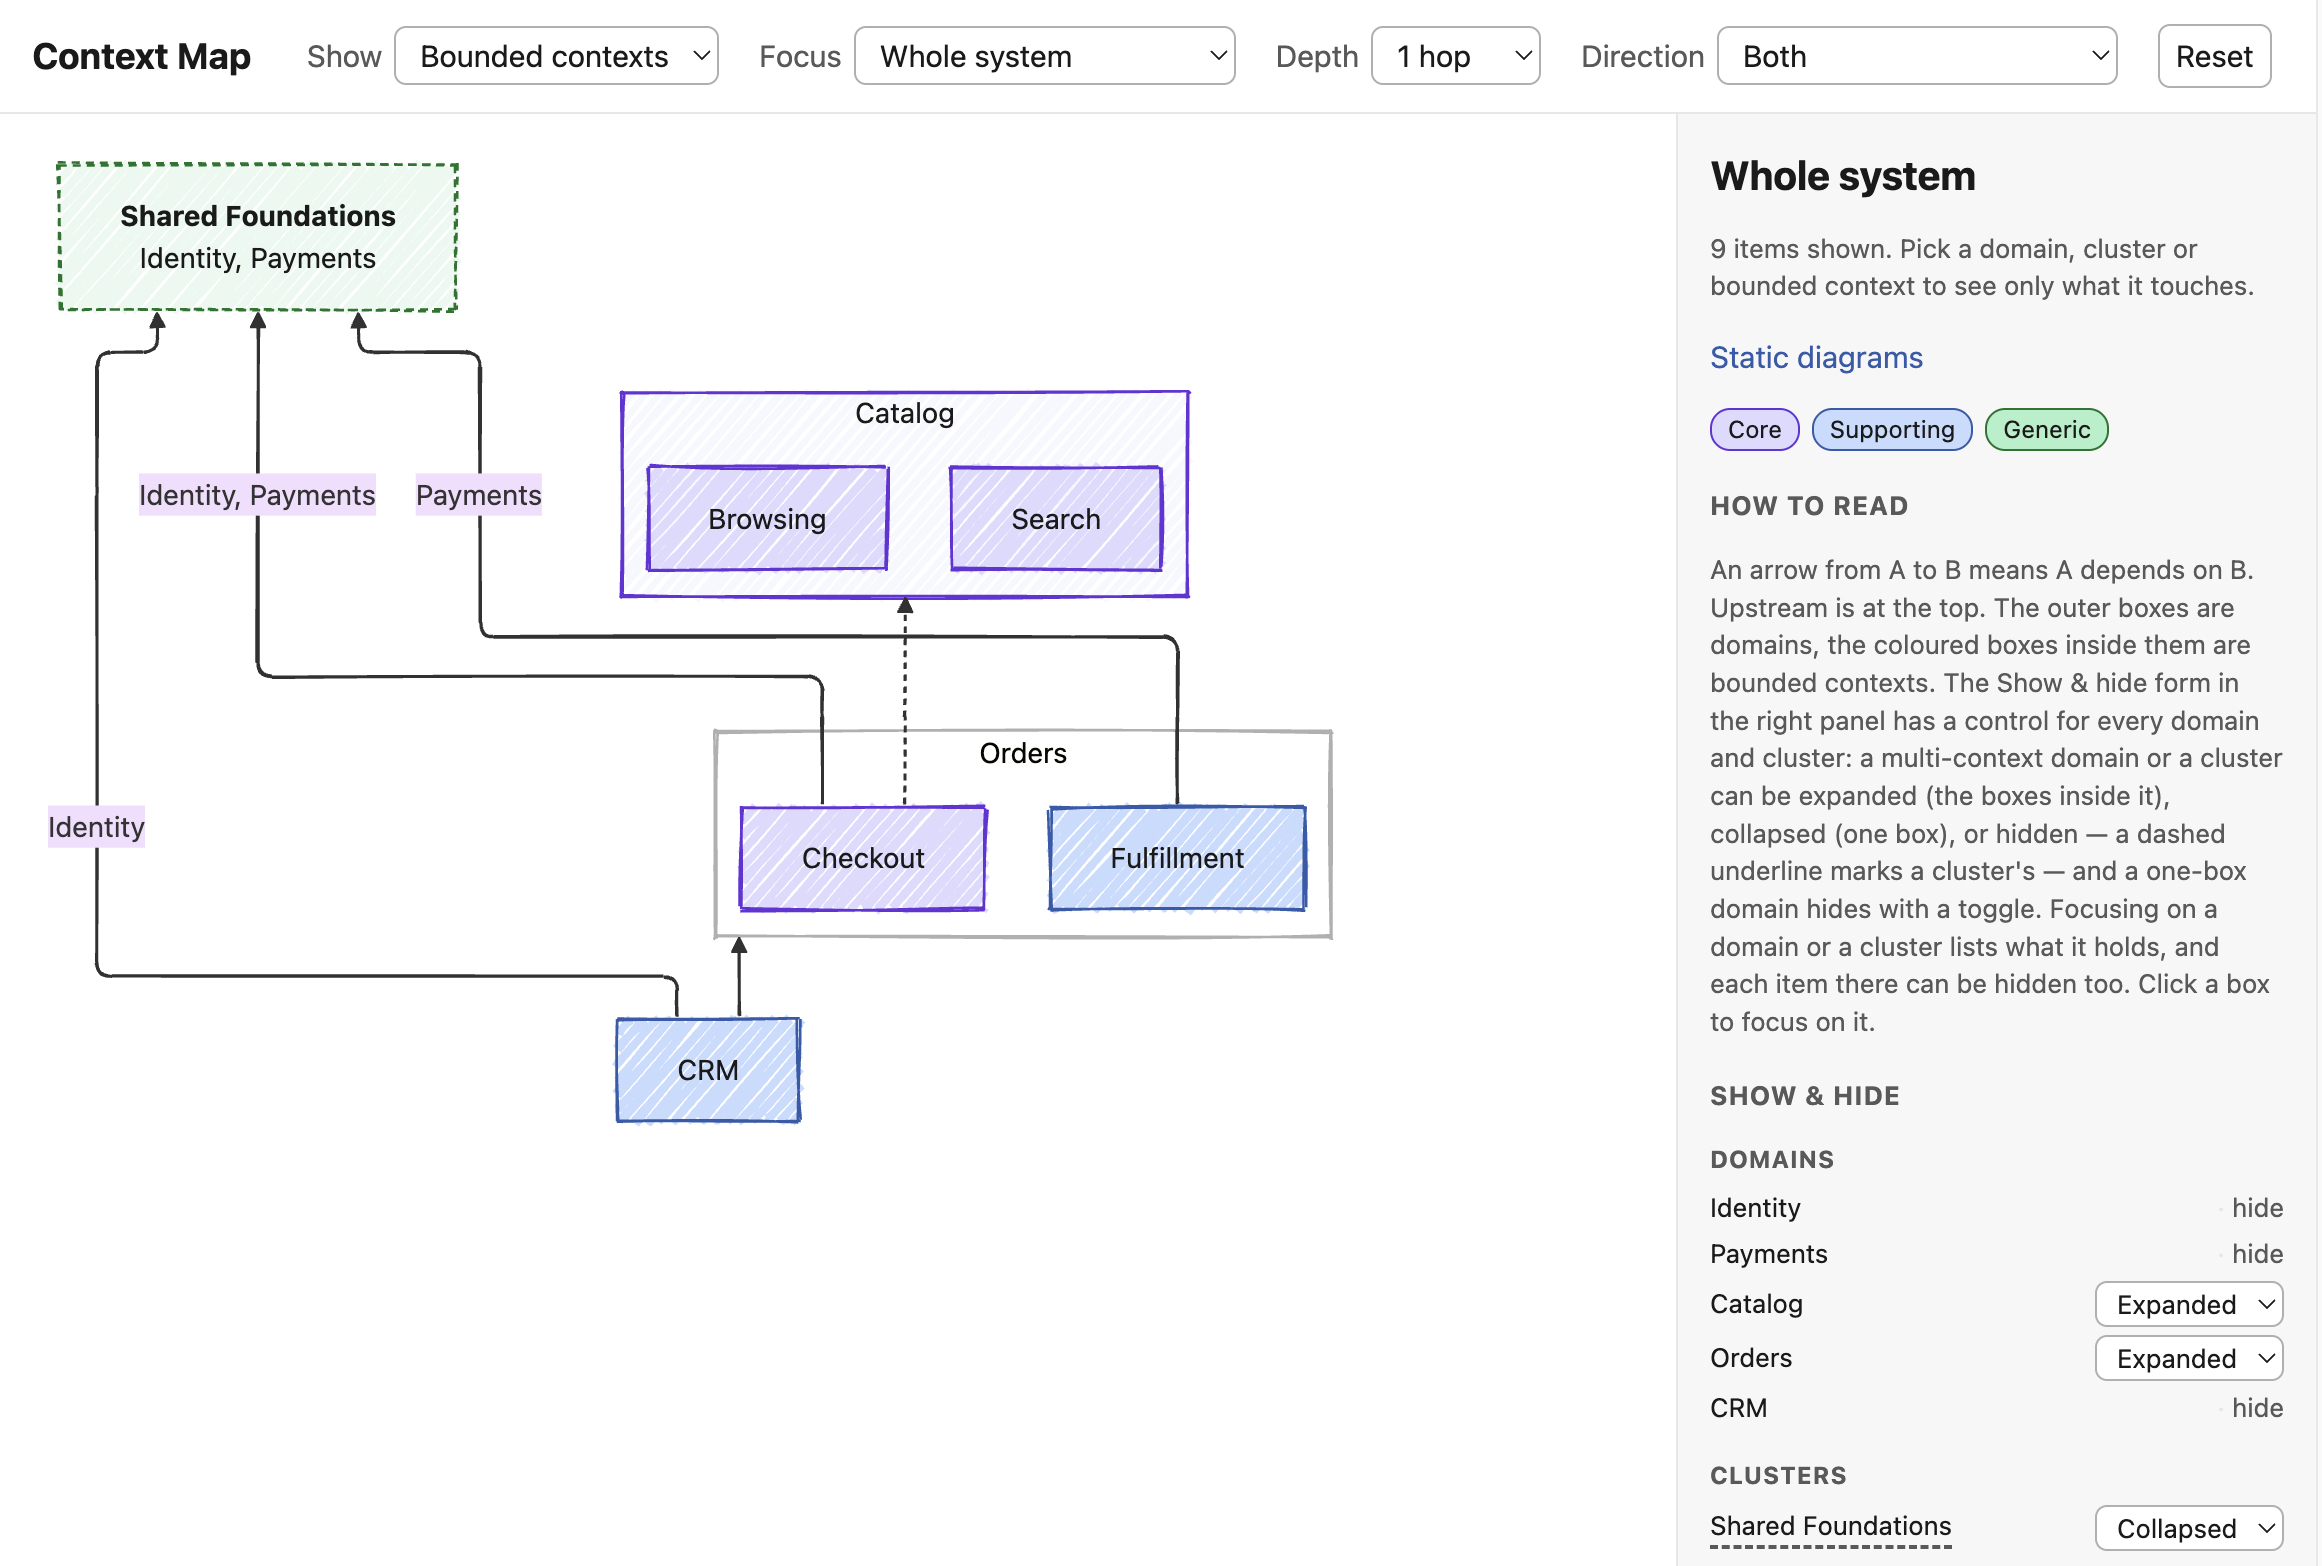 Context Map
Show
Bounded contexts
Focus
Whole system
Depth
1 hop
Direction
Both
Reset
Shared Foundations
Identity, Payments
Identity, Payments
Payments
Catalog
Browsing
Search
Orders
Identity
Checkout
Fulfillment
CRM
Whole system
9 items shown. Pick a domain, cluster or
bounded context to see only what it touches.
Static diagrams
Core
Supporting
Generic
HOW TO READ
An arrow from A to B means A depends on B.
Upstream is at the top. The outer boxes are
domains, the coloured boxes inside them are
bounded contexts. The Show & hide form in
the right panel has a control for every domain
and cluster: a multi-context domain or a cluster
can be expanded (the boxes inside it),
collapsed (one box), or hidden — a dashed
underline marks a cluster's — and a one-box
domain hides with a toggle. Focusing on a
domain or a cluster lists what it holds, and
each item there can be hidden too. Click a box
to focus on it.
SHOW & HIDE
DOMAINS
Identity
hide
Payments
hide
Catalog
Expanded
Orders
Expanded
CRM
hide
CLUSTERS
Shared Foundations
Collapsed